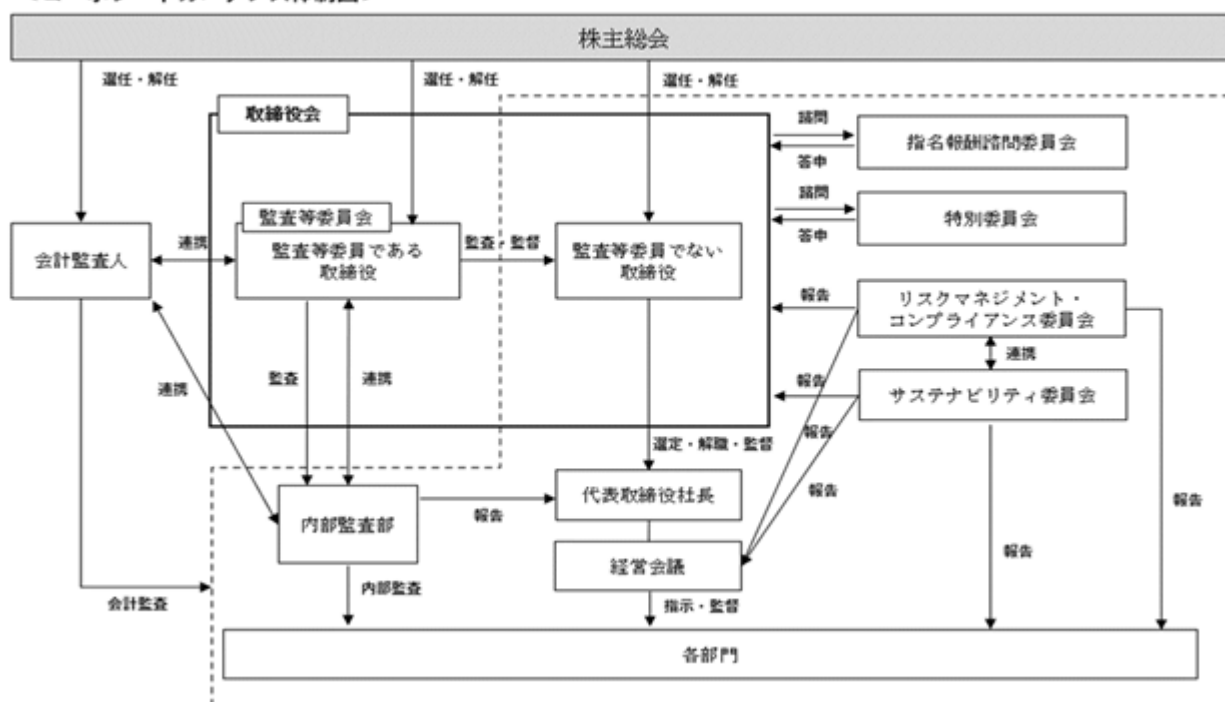 株主総会
選任・解任
選任・解任
選任・解任
取締役会
諮問
指名報酬諮問委員会
答申
諮問
特別委員会
答申
監査等委員会
会計監査人
連携
監査等委員である
取締役
監査・監督
監査等委員でない
取締役
報告
リスクマネジメント・
コンプライアンス委員会
連携
連携
監査
連携
報告
サステナビリティ委員会
報告
選定・解職・監督
代表取締役社長
報告
内部監査部
報告
経営会議
報告
会計監査
内部監査
指示・監督
各部門